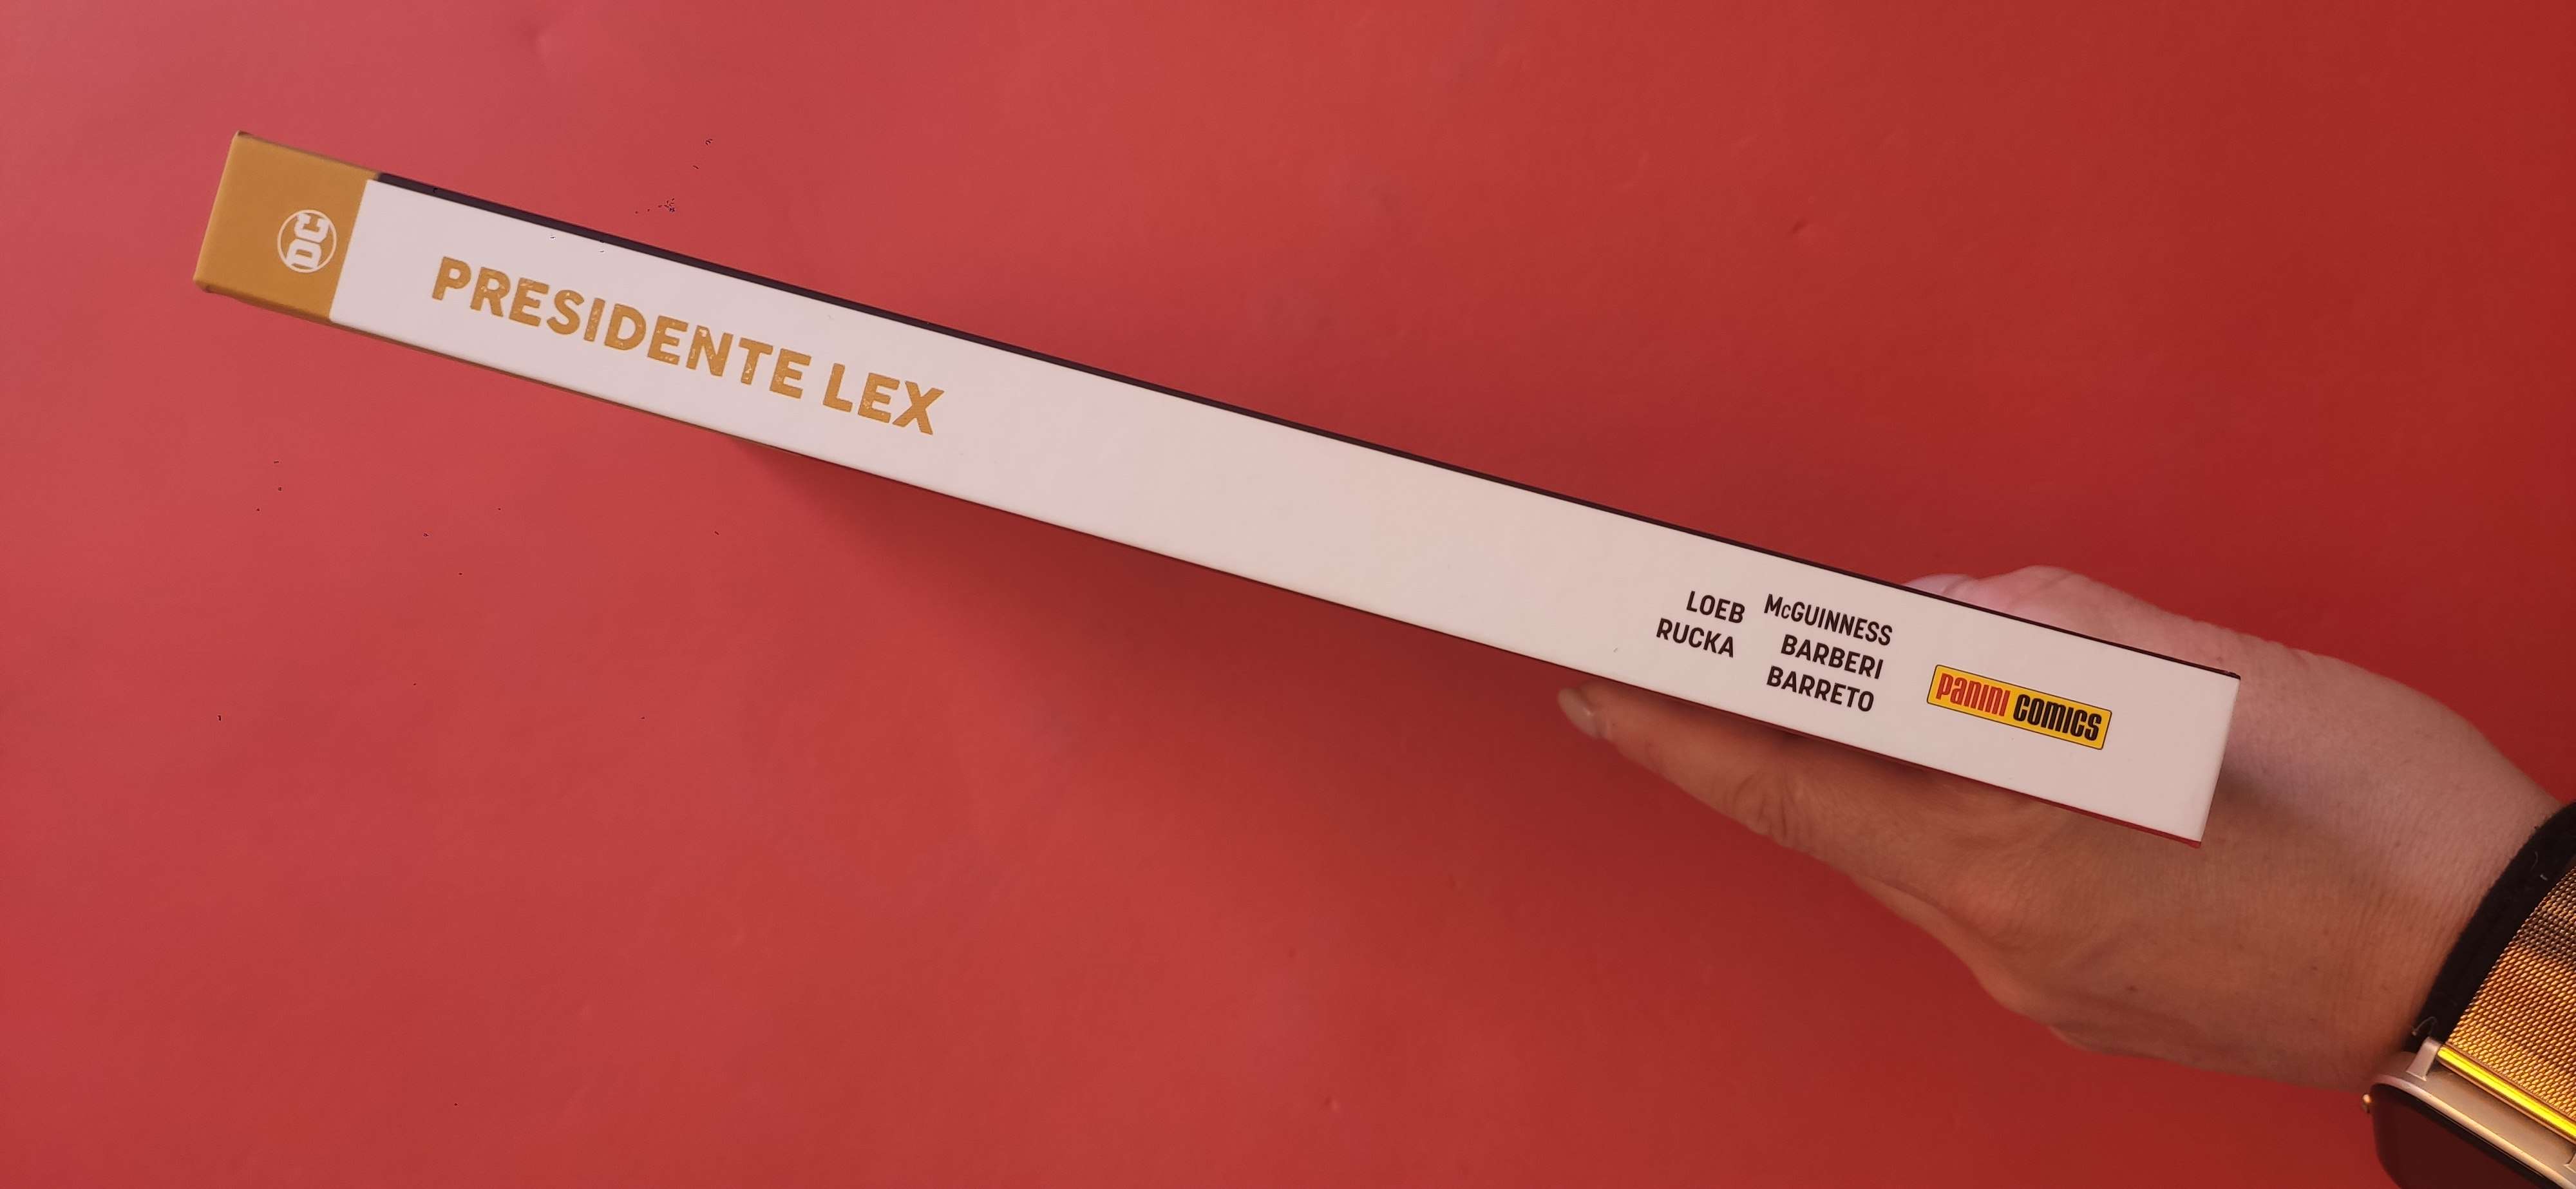 DC
PRESIDENTE LEX
LOEB
RUCKA
McGUINNESS
BARBERI
BARRETO
PANINI COMICS